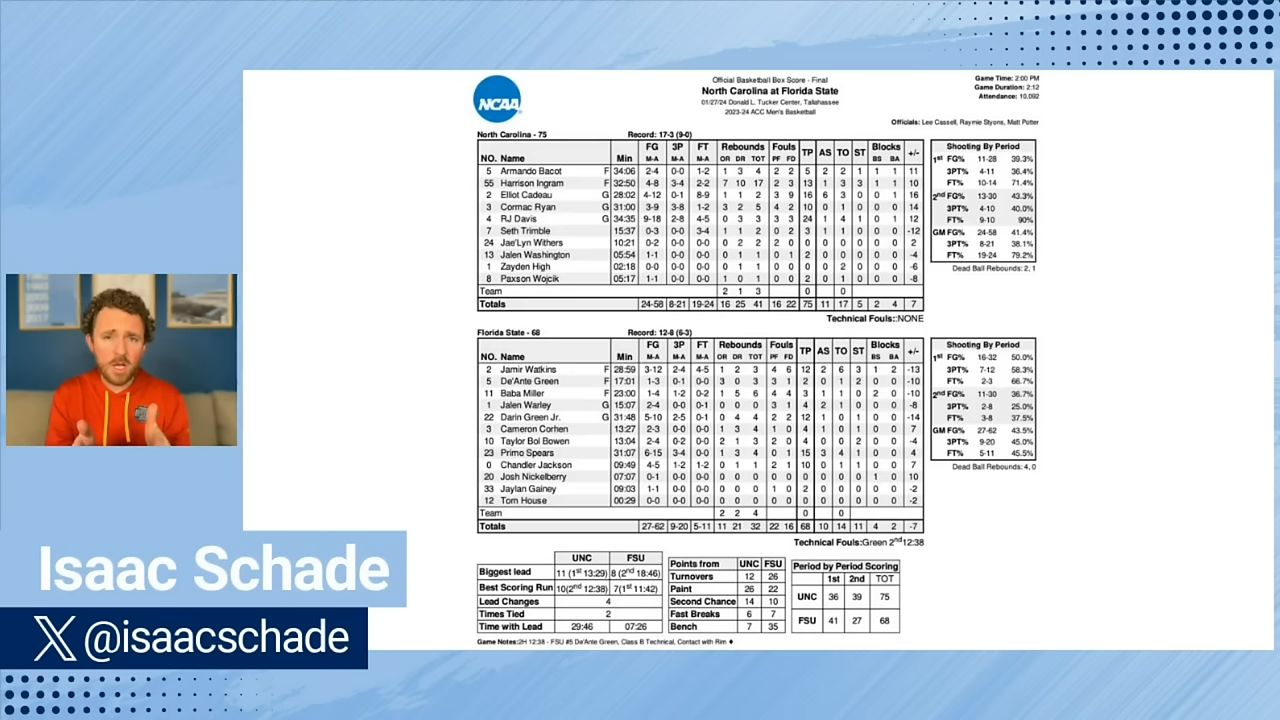 Official Basketball Box Score - Final
North Carolina at Florida State
01/27/24 Donald L. Tucker Center, Tallahassee
2023-24 ACC Men's Basketball
Game Time: 2:00 PM
Game Duration: 2:12
Attendance: 10,092
Officials: Lee Cassell, Raymie Styons, Matt Potter
NCAA
North Carolina - 75 Record: 17-3 (9-0)
FG 3P FT Rebounds Fouls TP AS TO ST Blocks +/-
NO. Name Min M-A M-A M-A OR DR TOT PF FD BS BA
5 Armando Bacot F 34:06 2-4 0-0 1-2 1 3 4 2 2 5 2 2 1 1 1 11
55 Harrison Ingram F 32:50 4-8 3-4 2-2 7 10 17 2 3 13 1 3 3 1 1 10
2 Elliot Cadeau G 28:02 4-12 0-1 8-9 1 1 2 3 9 16 6 3 0 0 1 16
3 Cormac Ryan G 31:00 3-9 3-8 1-2 3 2 5 4 2 10 0 1 0 0 0 14
4 RJ Davis G 34:35 9-18 2-8 4-5 0 3 3 3 3 24 1 4 1 0 1 12
7 Seth Trimble 15:37 0-3 0-0 3-4 1 1 2 0 2 3 1 1 0 0 0 -12
24 Jae'Lyn Withers 10:21 0-2 0-0 0-0 0 2 2 2 0 0 0 0 0 0 0 2
13 Jalen Washington 05:54 1-1 0-0 0-0 0 1 1 0 1 2 0 0 0 0 0 -4
1 Zayden High 02:18 0-0 0-0 0-0 0 1 1 0 0 0 0 2 0 0 0 -6
8 Paxson Wojcik 05:17 1-1 0-0 0-0 1 0 1 0 0 2 0 1 0 0 0 -8
Team 2 1 3 0 0
Totals 24-58 8-21 19-24 16 25 41 16 22 75 11 17 5 2 4 7
Technical Fouls::NONE
Shooting By Period
1st FG% 11-28 39.3%
3PT% 4-11 36.4%
FT% 10-14 71.4%
2nd FG% 13-30 43.3%
3PT% 4-10 40.0%
FT% 9-10 90%
GM FG% 24-58 41.4%
3PT% 8-21 38.1%
FT% 19-24 79.2%
Dead Ball Rebounds: 2, 1
Florida State - 68 Record: 12-8 (6-3)
FG 3P FT Rebounds Fouls TP AS TO ST Blocks +/-
NO. Name Min M-A M-A M-A OR DR TOT PF FD BS BA
2 Jamir Watkins F 28:59 3-12 2-4 4-5 1 2 3 4 6 12 2 6 3 1 2 -13
5 De'Ante Green F 17:01 1-3 0-1 0-0 3 0 3 3 1 2 0 1 2 0 0 -10
11 Baba Miller F 23:00 1-4 1-2 0-2 1 5 6 4 4 3 1 1 0 2 0 -10
1 Jalen Warley G 15:07 2-4 0-0 0-1 0 0 0 3 1 4 2 1 0 0 0 -8
22 Darin Green Jr. G 31:48 5-10 2-5 0-1 0 4 4 2 2 12 1 0 1 0 0 -14
3 Cameron Corhen 13:27 2-3 0-0 0-0 1 3 4 1 0 4 1 0 1 0 0 7
10 Taylor Bol Bowen 13:04 2-4 0-2 0-0 2 1 3 2 0 4 0 0 2 0 0 -4
23 Primo Spears 31:07 6-15 3-4 0-0 1 3 4 0 1 15 3 4 1 0 0 4
0 Chandler Jackson 09:49 4-5 1-2 1-2 0 1 1 2 1 10 0 1 1 0 0 7
20 Josh Nickelberry 07:07 0-1 0-0 0-0 0 0 0 0 0 0 0 0 0 1 0 10
33 Jaylan Gainey 09:03 1-1 0-0 0-0 0 0 0 1 0 2 0 0 0 0 0 -2
12 Tom House 00:29 0-0 0-0 0-0 0 0 0 0 0 0 0 0 0 0 0 -2
Team 2 2 4 0 0
Totals 27-62 9-20 5-11 11 21 32 22 16 68 10 14 11 4 2 -7
Technical Fouls:Green 2nd12:38
Shooting By Period
1st FG% 16-32 50.0%
3PT% 7-12 58.3%
FT% 2-3 66.7%
2nd FG% 11-30 36.7%
3PT% 2-8 25.0%
FT% 3-8 37.5%
GM FG% 27-62 43.5%
3PT% 9-20 45.0%
FT% 5-11 45.5%
Dead Ball Rebounds: 4, 0
UNC FSU
Biggest lead 11 (1st 13:29) 8 (2nd 18:46)
Best Scoring Run 10(2nd 12:38) 7(1st 11:42)
Lead Changes 4
Times Tied 2
Time with Lead 29:46 07:26
Points from UNC FSU
Turnovers 12 26
Paint 26 22
Second Chance 14 10
Fast Breaks 6 7
Bench 7 35
Period by Period Scoring
1st 2nd TOT
UNC 36 39 75
FSU 41 27 68
Game Notes:2H 12:38 - FSU #5 De'Ante Green, Class B Technical, Contact with Rim ♦
Isaac Schade
X @isaacschade